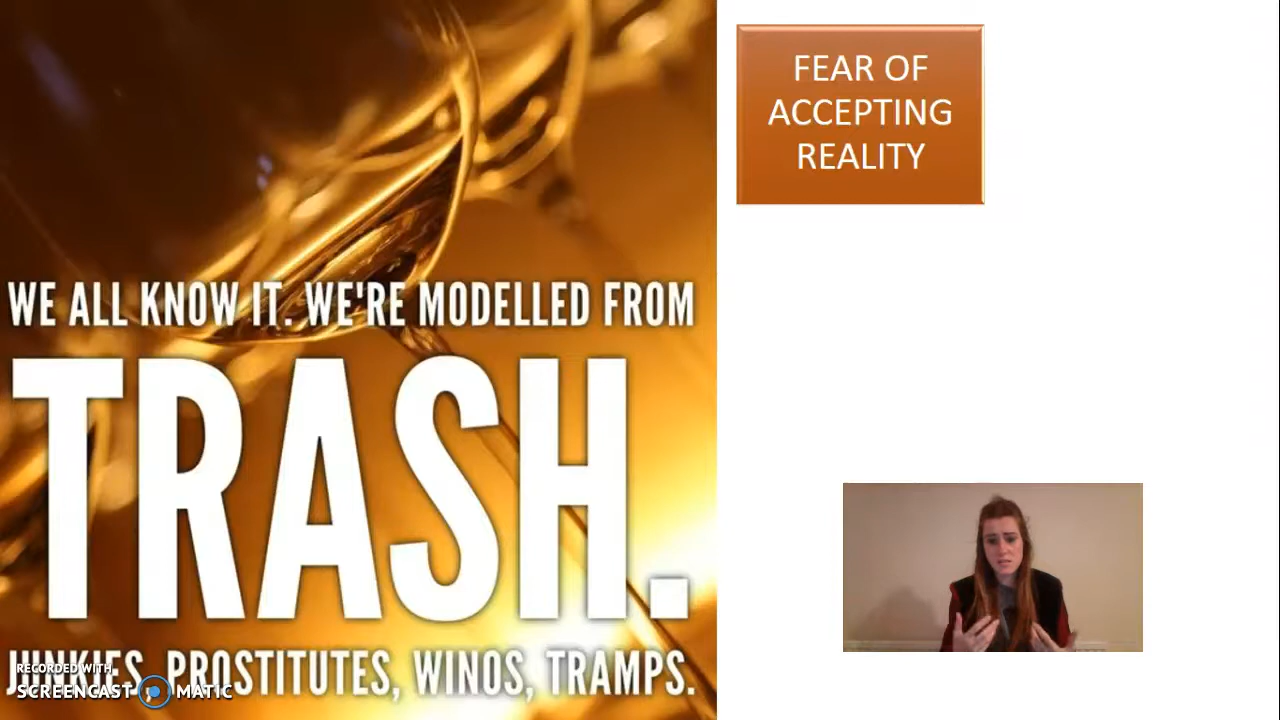 WE ALL KNOW IT. WE'RE MODELLED FROM
TRASH.
JUNKIES, PROSTITUTES, WINOS, TRAMPS.
RECORDED WITH
SCREENCAST MATIC
FEAR OF
ACCEPTING
REALITY